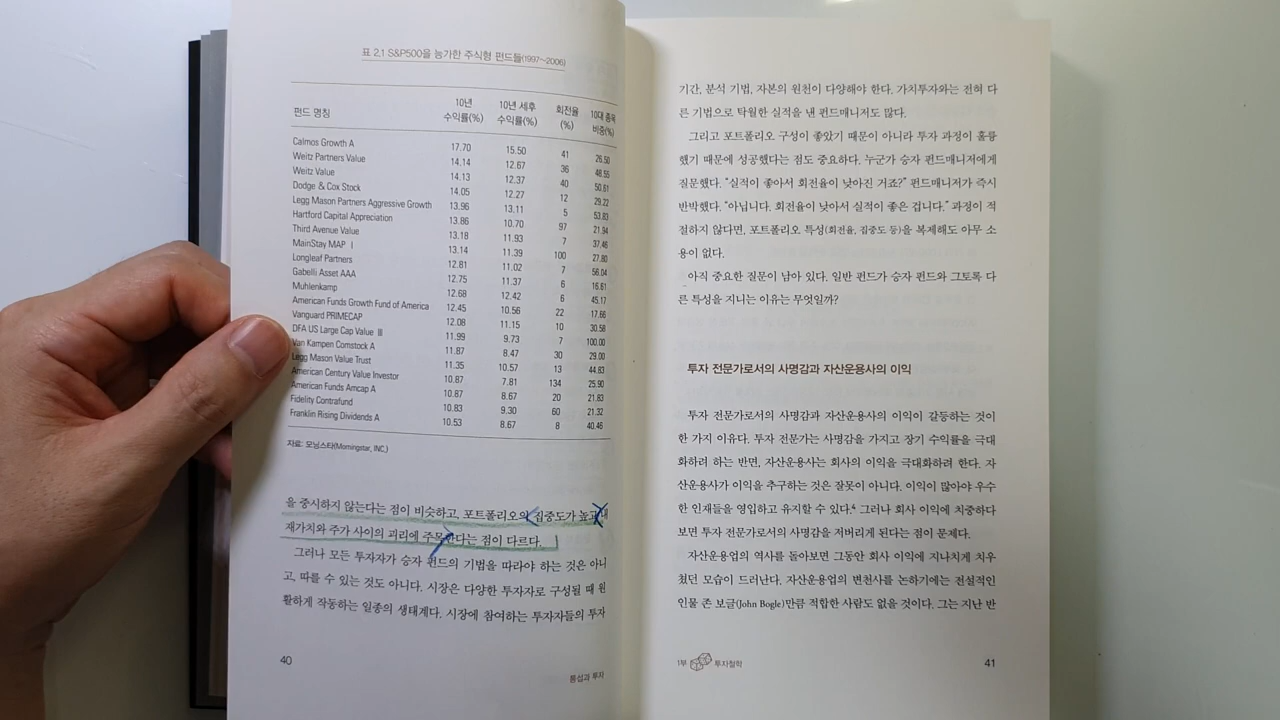 표 2.1 S&P500을 능가한 주식형 펀드들(1997~2006)
펀드 명칭 10년 수익률(%) 10년 세후 수익률(%) 회전율 (%) 10대 종목 비중(%)
Calmos Growth A 17.70 15.50 41 26.50
Weitz Partners Value 14.14 12.67 36 48.55
Weitz Value 14.13 12.37 40 50.61
Dodge & Cox Stock 14.05 12.27 12 29.22
Legg Mason Partners Aggressive Growth 13.96 13.11 5 53.83
Hartford Capital Appreciation 13.86 10.70 97 21.94
Third Avenue Value 13.18 11.93 7 37.46
MainStay MAP I 13.14 11.39 100 27.80
Longleaf Partners 12.81 11.02 7 56.04
Gabelli Asset AAA 12.75 11.37 6 16.61
Muhlenkamp 12.68 12.42 6 45.17
American Funds Growth Fund of America 12.45 10.56 22 17.66
Vanguard PRIMECAP 12.08 11.15 10 30.58
DFA US Large Cap Value III 11.99 9.73 7 100.00
Van Kampen Comstock A 11.87 8.47 30 29.00
Legg Mason Value Trust 11.35 10.57 13 44.83
American Century Value Investor 10.87 7.81 134 25.90
American Funds Amcap A 10.87 8.67 20 21.83
Fidelity Contrafund 10.83 9.30 60 21.32
Franklin Rising Dividends A 10.53 8.67 8 40.46
자료: 모닝스타(Morningstar, INC.)
을 중시하지 않는다는 점이 비슷하고, 포트폴리오의 집중도가 높고 내
재가치와 주가 사이의 괴리에 주목한다는 점이 다르다.
그러나 모든 투자자가 승자 펀드의 기법을 따라야 하는 것은 아니
고, 따를 수 있는 것도 아니다. 시장은 다양한 투자자로 구성될 때 원
활하게 작동하는 일종의 생태계다. 시장에 참여하는 투자자들의 투자
40
통섭과 투자
기간, 분석 기법, 자본의 원천이 다양해야 한다. 가치투자와는 전혀 다
른 기법으로 탁월한 실적을 낸 펀드매니저도 많다.
그리고 포트폴리오 구성이 좋았기 때문이 아니라 투자 과정이 훌륭
했기 때문에 성공했다는 점도 중요하다. 누군가 승자 펀드매니저에게
질문했다. “실적이 좋아서 회전율이 낮아진 거죠?” 펀드매니저가 즉시
반박했다. “아닙니다. 회전율이 낮아서 실적이 좋은 겁니다.” 과정이 적
절하지 않다면, 포트폴리오 특성(회전율, 집중도 등)을 복제해도 아무 소
용이 없다.
아직 중요한 질문이 남아 있다. 일반 펀드가 승자 펀드와 그토록 다
른 특성을 지니는 이유는 무엇일까?
투자 전문가로서의 사명감과 자산운용사의 이익
투자 전문가로서의 사명감과 자산운용사의 이익이 갈등하는 것이
한 가지 이유다. 투자 전문가는 사명감을 가지고 장기 수익률을 극대
화하려 하는 반면, 자산운용사는 회사의 이익을 극대화하려 한다. 자
산운용사가 이익을 추구하는 것은 잘못이 아니다. 이익이 많아야 우수
한 인재들을 영입하고 유지할 수 있다.⁴ 그러나 회사 이익에 치중하다
보면 투자 전문가로서의 사명감을 저버리게 된다는 점이 문제다.
자산운용업의 역사를 돌아보면 그동안 회사 이익에 지나치게 치우
쳤던 모습이 드러난다. 자산운용업의 변천사를 논하기에는 전설적인
인물 존 보글(John Bogle)만큼 적합한 사람도 없을 것이다. 그는 지난 반
1부 투자철학
41